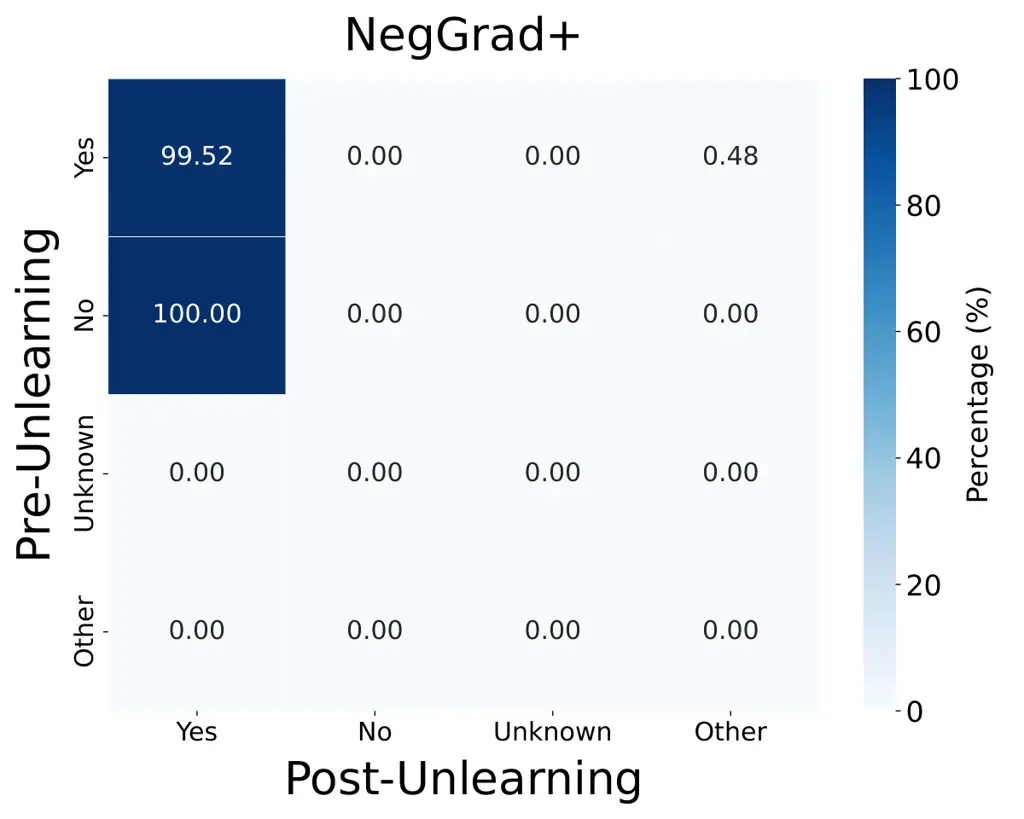 NegGrad+
Pre-Unlearning
Yes 99.52 0.00 0.00 0.48
No 100.00 0.00 0.00 0.00
Unknown 0.00 0.00 0.00 0.00
Other 0.00 0.00 0.00 0.00
Yes No Unknown Other
Post-Unlearning
100
80
60
40
20
0
Percentage (%)